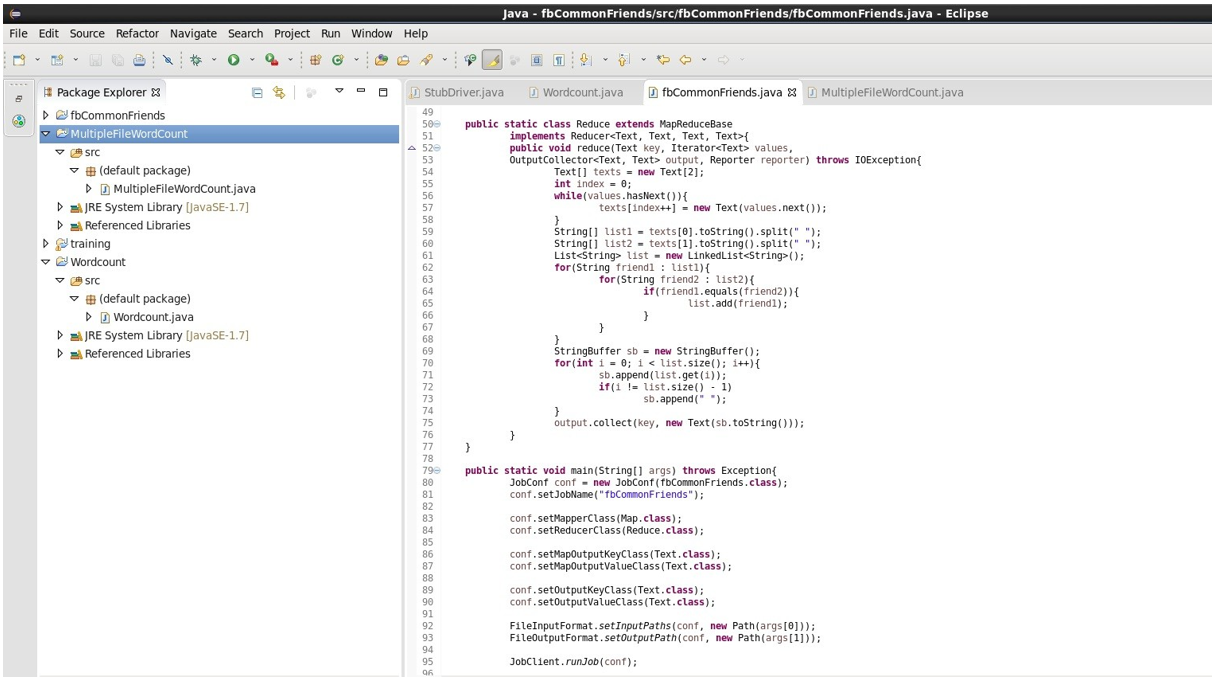 Java - fbCommonFriends/src/fbCommonFriends/fbCommonFriends.java - Eclipse
File Edit Source Refactor Navigate Search Project Run Window Help
Package Explorer
fbCommonFriends
MultipleFileWordCount
src
(default package)
MultipleFileWordCount.java
JRE System Library [JavaSE-1.7]
Referenced Libraries
training
Wordcount
src
(default package)
Wordcount.java
JRE System Library [JavaSE-1.7]
Referenced Libraries
StubDriver.java Wordcount.java fbCommonFriends.java MultipleFileWordCount.java
49
50 public static class Reduce extends MapReduceBase
51 implements Reducer<Text, Text, Text, Text>{
52 public void reduce(Text key, Iterator<Text> values,
53 OutputCollector<Text, Text> output, Reporter reporter) throws IOException{
54 Text[] texts = new Text[2];
55 int index = 0;
56 while(values.hasNext()){
57 texts[index++] = new Text(values.next());
58 }
59 String[] list1 = texts[0].toString().split(" ");
60 String[] list2 = texts[1].toString().split(" ");
61 List<String> list = new LinkedList<String>();
62 for(String friend1 : list1){
63 for(String friend2 : list2){
64 if(friend1.equals(friend2)){
65 list.add(friend1);
66 }
67 }
68 }
69 StringBuffer sb = new StringBuffer();
70 for(int i = 0; i < list.size(); i++){
71 sb.append(list.get(i));
72 if(i != list.size() - 1)
73 sb.append(" ");
74 }
75 output.collect(key, new Text(sb.toString()));
76 }
77 }
78
79 public static void main(String[] args) throws Exception{
80 JobConf conf = new JobConf(fbCommonFriends.class);
81 conf.setJobName("fbCommonFriends");
82
83 conf.setMapperClass(Map.class);
84 conf.setReducerClass(Reduce.class);
85
86 conf.setMapOutputKeyClass(Text.class);
87 conf.setMapOutputValueClass(Text.class);
88
89 conf.setOutputKeyClass(Text.class);
90 conf.setOutputValueClass(Text.class);
91
92 FileInputFormat.setInputPaths(conf, new Path(args[0]));
93 FileOutputFormat.setOutputPath(conf, new Path(args[1]));
94
95 JobClient.runJob(conf);
96